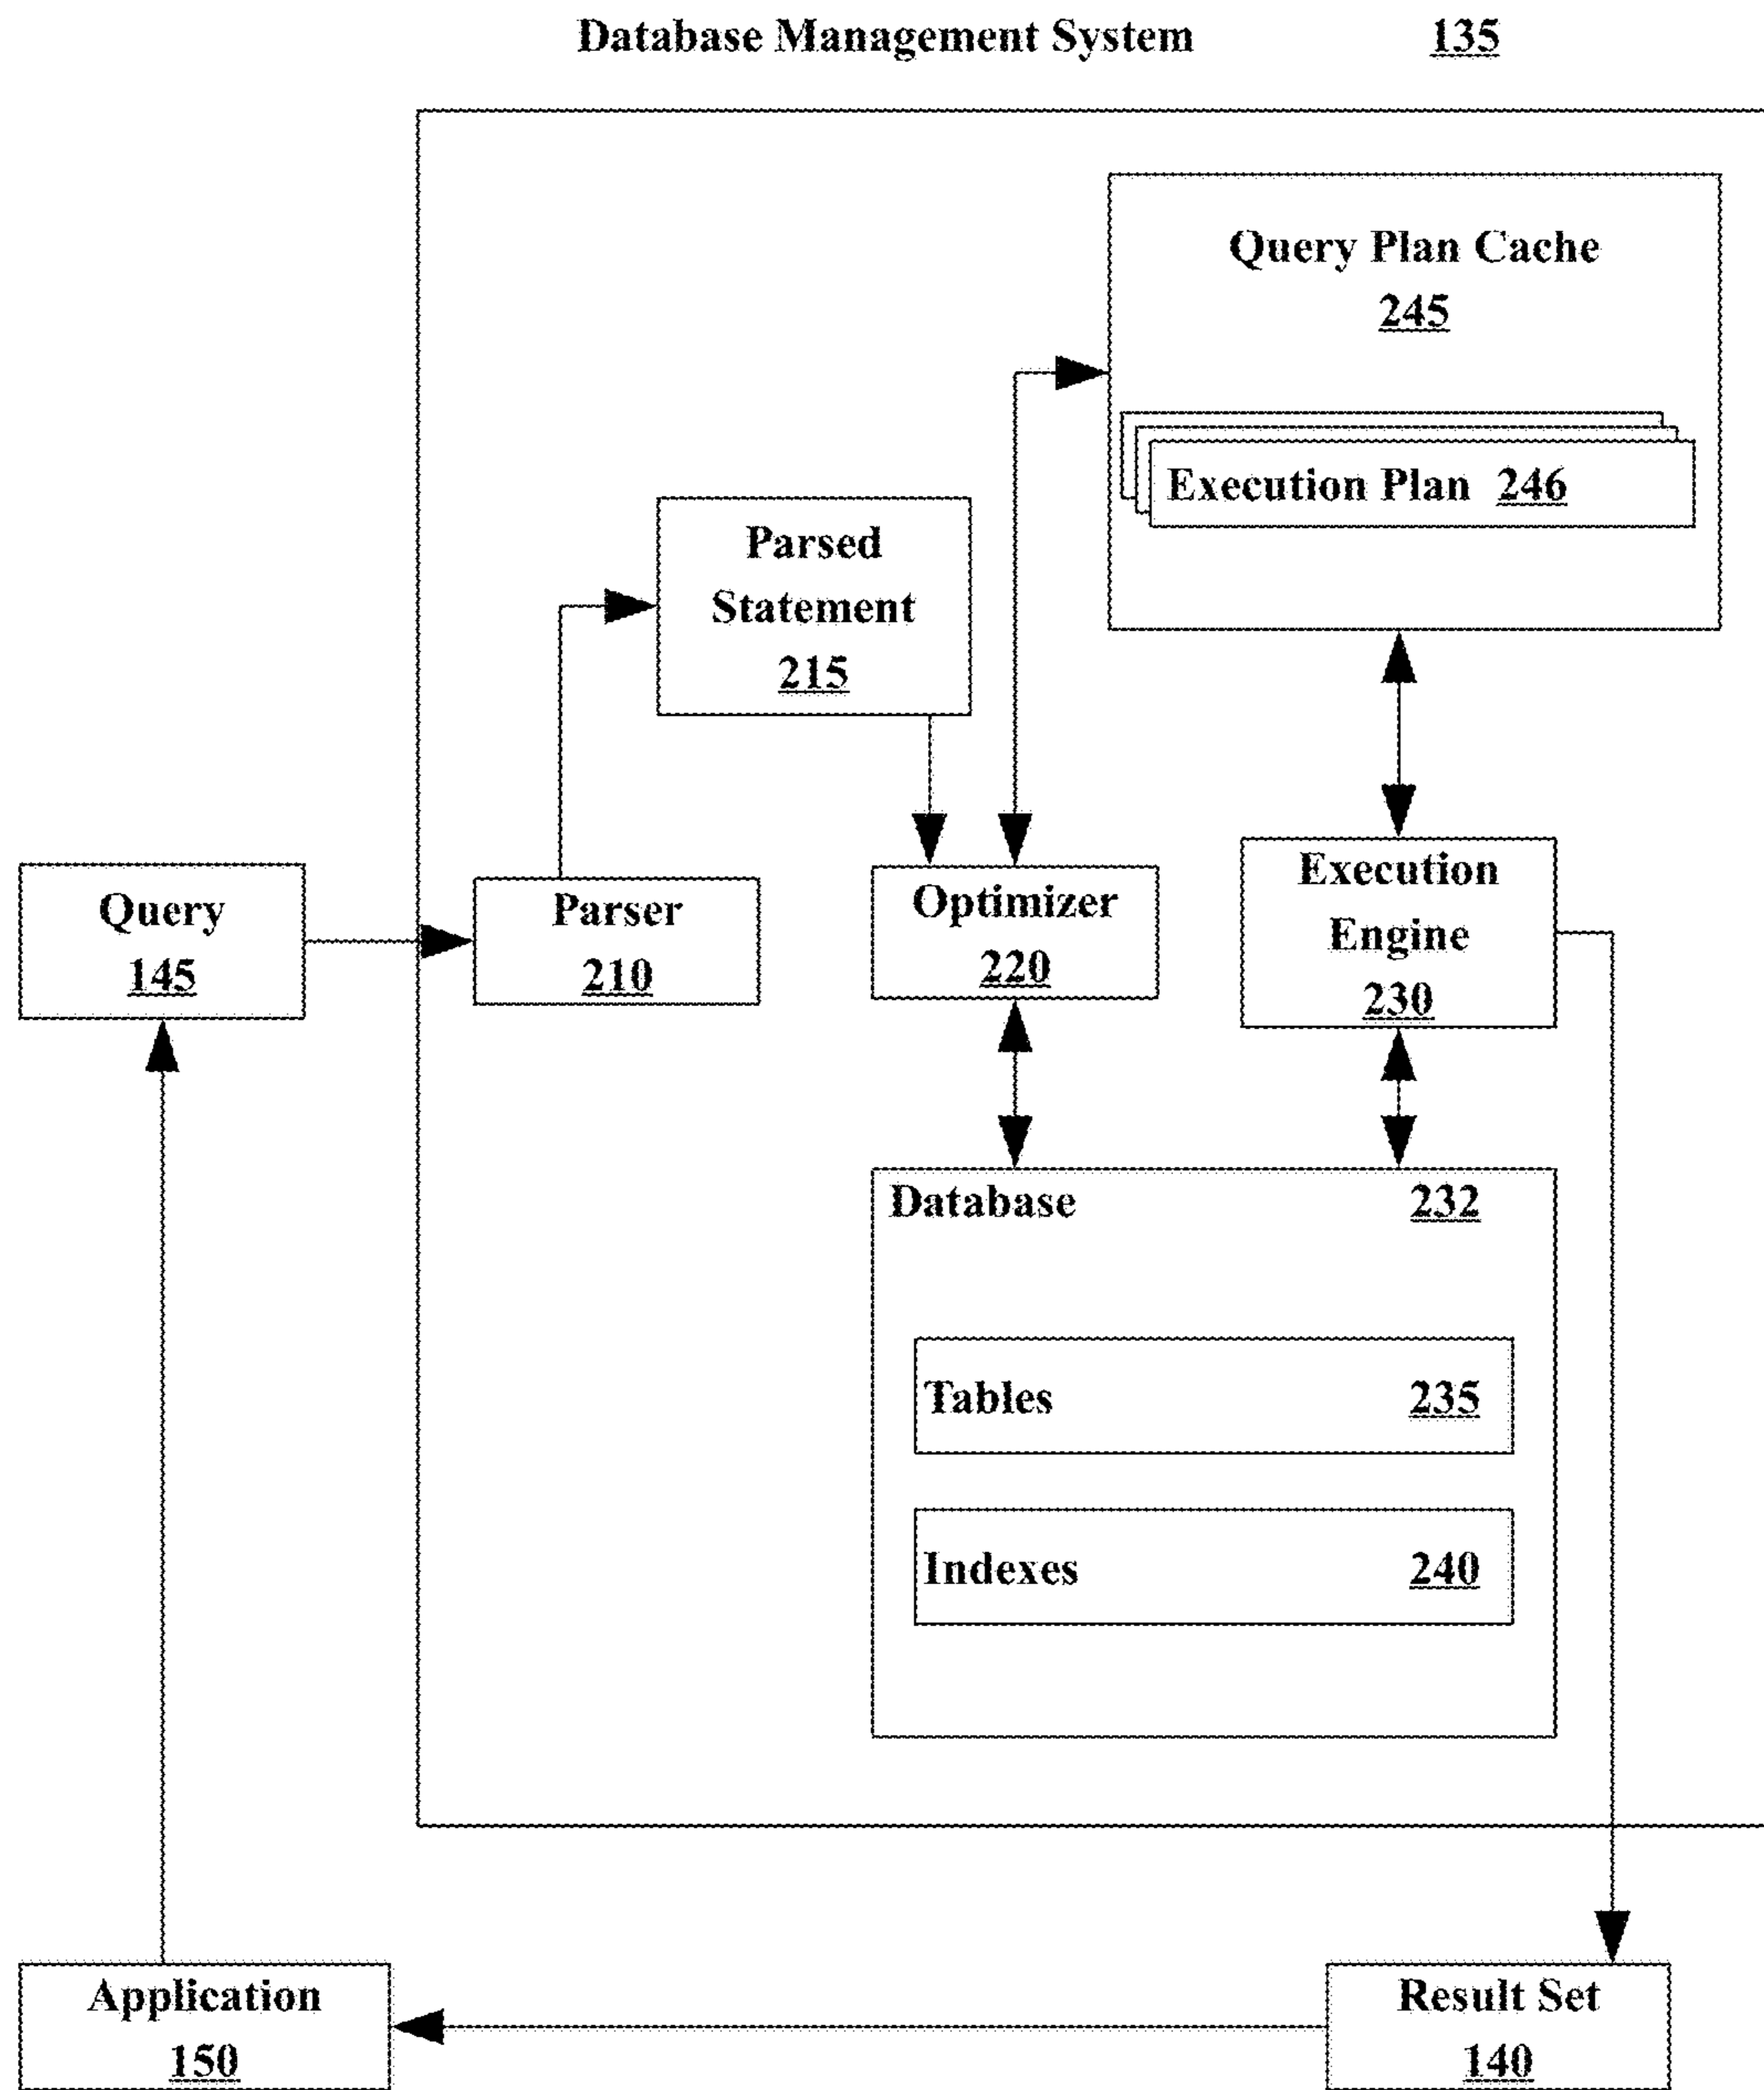 Database Management System 135
Query Plan Cache
245
Execution Plan 246
Parsed
Statement
215
Query
145
Parser
210
Optimizer
220
Execution
Engine
230
Database 232
Tables 235
Indexes 240
Application
150
Result Set
140